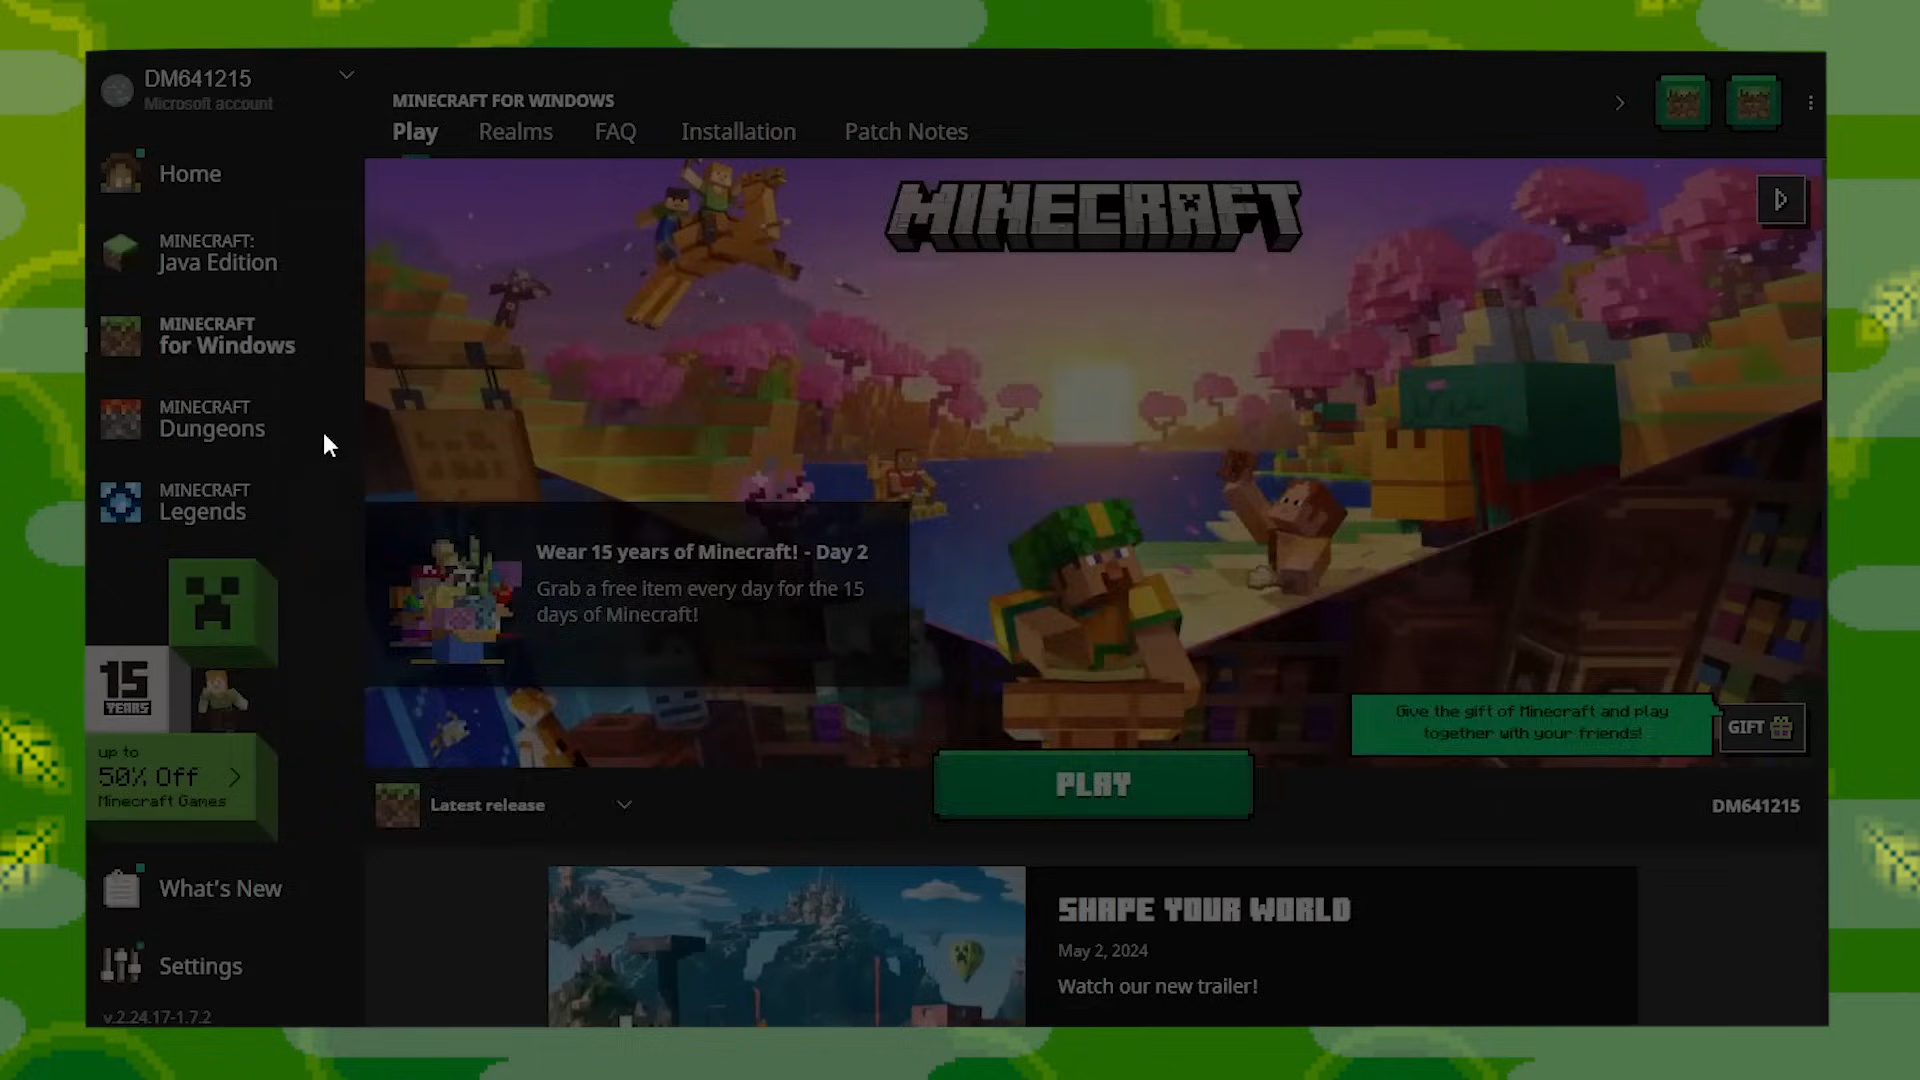 DM641215
Microsoft account
Home
MINECRAFT:
Java Edition
MINECRAFT
for Windows
MINECRAFT
Dungeons
MINECRAFT
Legends
15
YEARS
up to
50% Off
Minecraft Games
What's New
Settings
v.2.24.17-1.7.2
MINECRAFT FOR WINDOWS
Play Realms FAQ Installation Patch Notes
MINECRAFT
Wear 15 years of Minecraft! - Day 2
Grab a free item every day for the 15
days of Minecraft!
Give the gift of Minecraft and play
together with your friends!
GIFT
Latest release
PLAY
DM641215
SHAPE YOUR WORLD
May 2, 2024
Watch our new trailer!